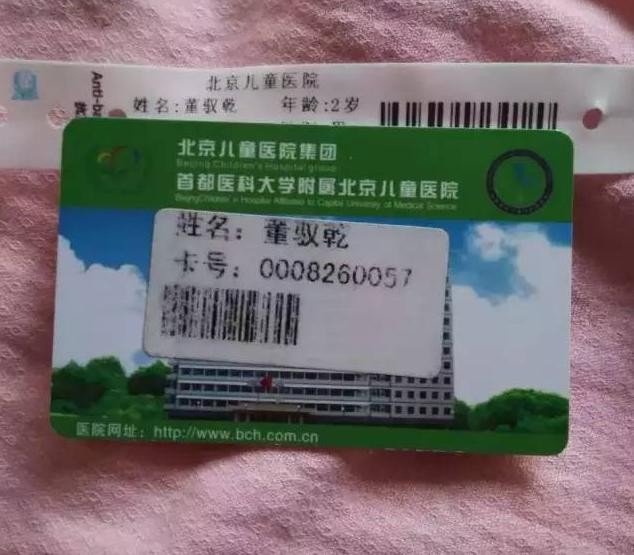 北京儿童医院
姓名:董驭乾 年龄:2岁
北京儿童医院集团
Beijing Children's Hospital group
首都医科大学附属北京儿童医院
BeijingChildren's Hospital Affiliated to Capital University of Medical Science
姓名：董驭乾
卡号：0008260057
医院网址：http://www.bch.com.cn